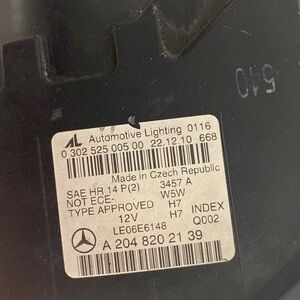 AL Automotive Lighting 0116
0 302 525 005 00 22.12.10 668
Made in Czech Republic
SAE HR 14 P(2) 3457 A
NOT ECE- W5W
TYPE APPROVED H7 INDEX
12V H7 Q002
LE06E6148
A 204 820 21 39
540